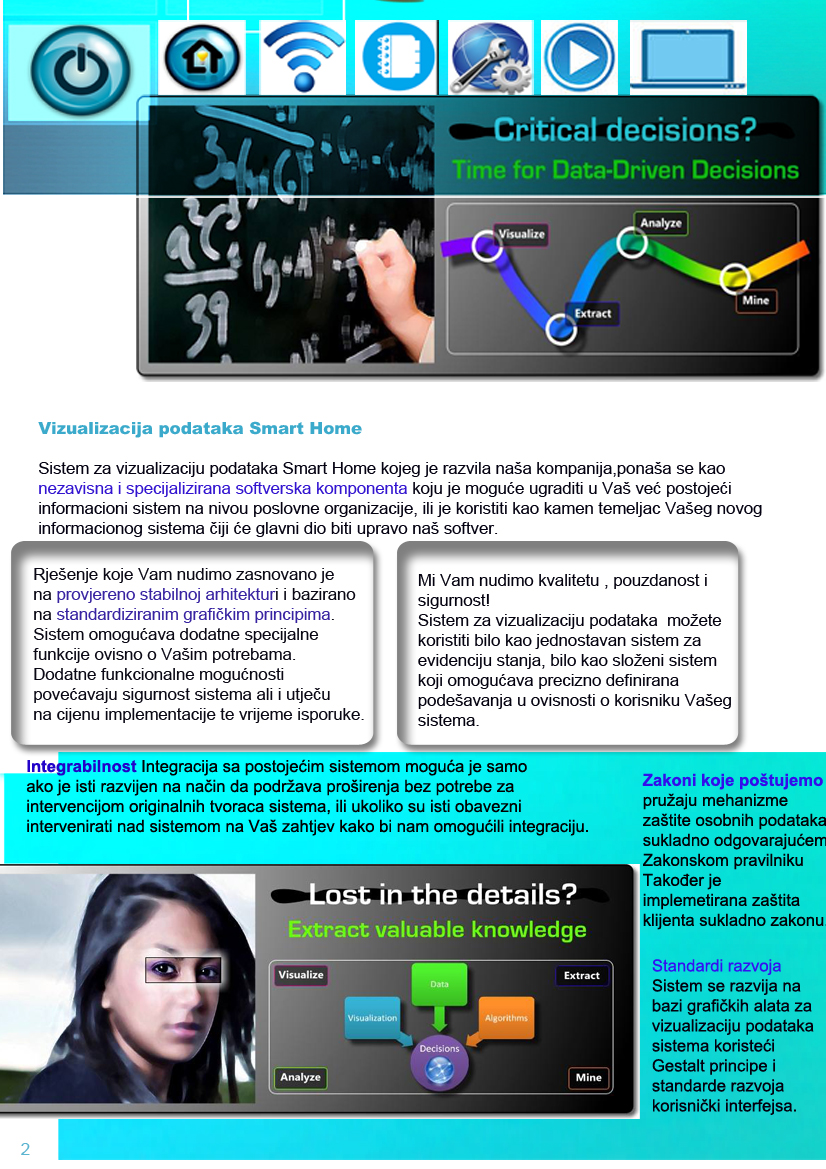 Critical decisions?
Time for Data-Driven Decisions
Visualize
Analyze
Extract
Mine
39
Vizualizacija podataka Smart Home
Sistem za vizualizaciju podataka Smart Home kojeg je razvila naša kompanija,ponaša se kao
nezavisna i specijalizirana softverska komponenta koju je moguće ugraditi u Vaš već postojeći
informacioni sistem na nivou poslovne organizacije, ili je koristiti kao kamen temeljac Vašeg novog
informacionog sistema čiji će glavni dio biti upravo naš softver.
Rješenje koje Vam nudimo zasnovano je
na provjereno stabilnoj arhitekturi i bazirano
na standardiziranim grafičkim principima.
Sistem omogućava dodatne specijalne
funkcije ovisno o Vašim potrebama.
Dodatne funkcionalne mogućnosti
povećavaju sigurnost sistema ali i utječu
na cijenu implementacije te vrijeme isporuke.
Mi Vam nudimo kvalitetu , pouzdanost i
sigurnost!
Sistem za vizualizaciju podataka  možete
koristiti bilo kao jednostavan sistem za
evidenciju stanja, bilo kao složeni sistem
koji omogućava precizno definirana
podešavanja u ovisnosti o korisniku Vašeg
sistema.
Integrabilnost Integracija sa postojećim sistemom moguća je samo
ako je isti razvijen na način da podržava proširenja bez potrebe za
intervencijom originalnih tvoraca sistema, ili ukoliko su isti obavezni
intervenirati nad sistemom na Vaš zahtjev kako bi nam omogućili integraciju.
Zakoni koje poštujemo
pružaju mehanizme
zaštite osobnih podataka
sukladno odgovarajućem
Zakonskom pravilniku
Također je
implemetirana zaštita
klijenta sukladno zakonu
Lost in the details?
Extract valuable knowledge
Visualize
Data
Extract
Visualization
Algorithms
Decisions
Analyze
Mine
Standardi razvoja
Sistem se razvija na
bazi grafičkih alata za
vizualizaciju podataka
sistema koristeći
Gestalt principe i
standarde razvoja
korisnički interfejsa.
2